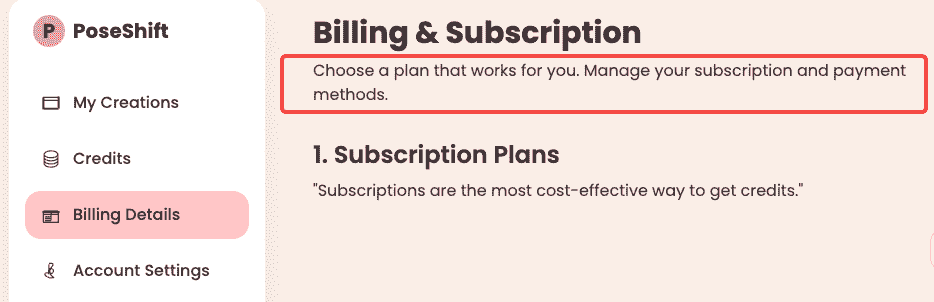 P PoseShift
My Creations
Credits
Billing Details
Account Settings
Billing & Subscription
Choose a plan that works for you. Manage your subscription and payment
methods.
1. Subscription Plans
"Subscriptions are the most cost-effective way to get credits."